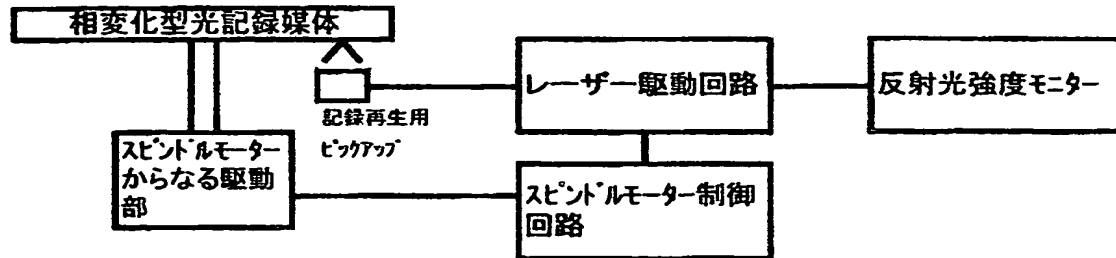 相変化型光記録媒体
レーザー駆動回路
反射光強度モニター
記録再生用
ピックアップ
スピンドルモーター
からなる駆動
部
スピンドルモーター制御
回路